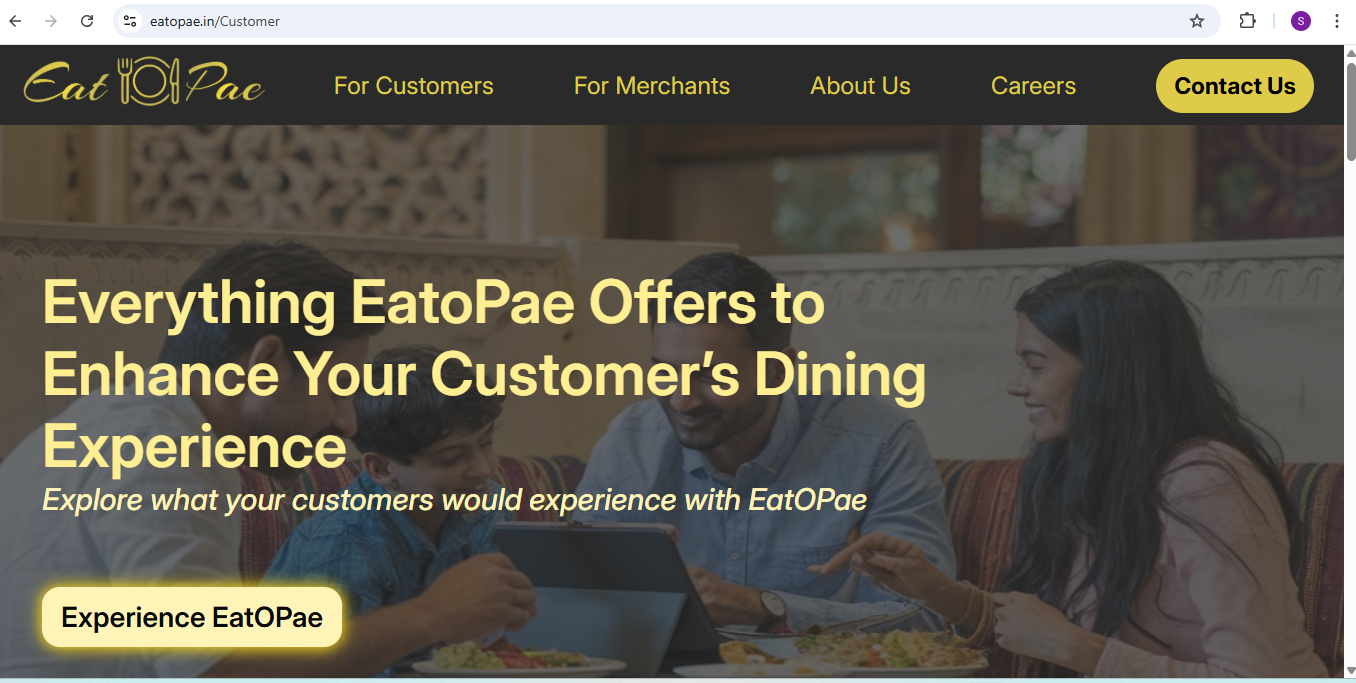 eatopae.in/Customer
S
Eat Pae
For Customers
For Merchants
About Us
Careers
Contact Us
Everything EatoPae Offers to
Enhance Your Customer’s Dining
Experience
Explore what your customers would experience with EatOPae
Experience EatOPae